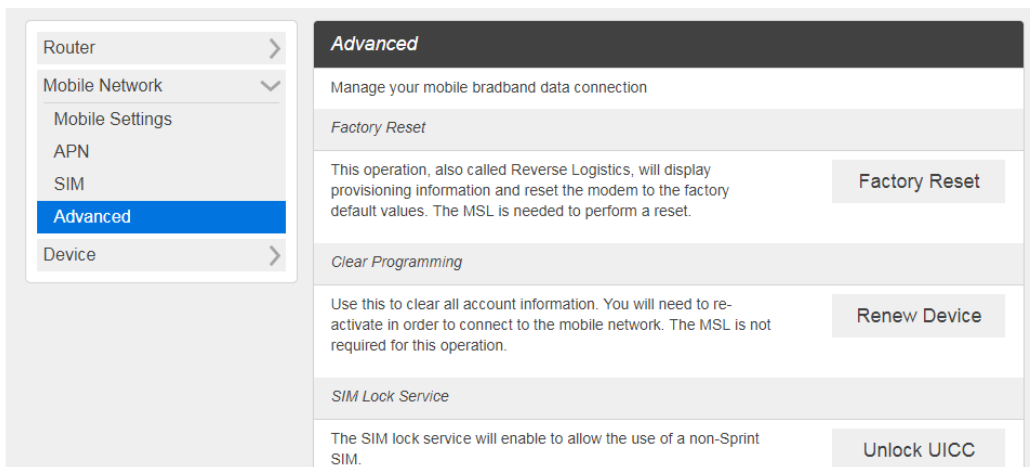 Router
Mobile Network
Mobile Settings
APN
SIM
Advanced
Device
Advanced
Manage your mobile bradband data connection
Factory Reset
This operation, also called Reverse Logistics, will display
provisioning information and reset the modem to the factory
default values. The MSL is needed to perform a reset.
Factory Reset
Clear Programming
Use this to clear all account information. You will need to re-
activate in order to connect to the mobile network. The MSL is not
required for this operation.
Renew Device
SIM Lock Service
The SIM lock service will enable to allow the use of a non-Sprint
SIM.
Unlock UICC